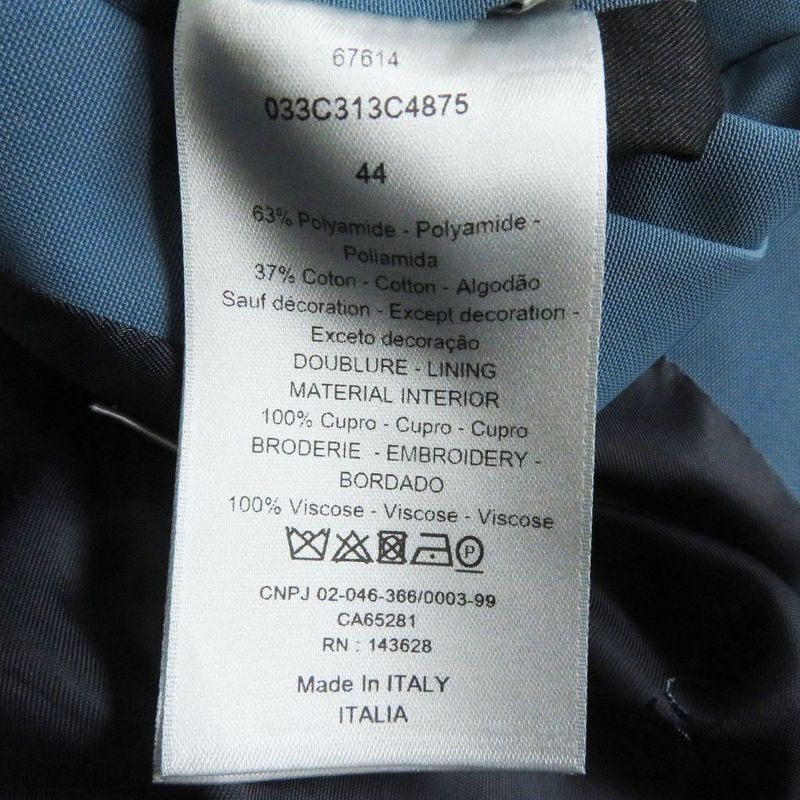 67614
033C313C4875
44
63% Polyamide - Polyamide -
Poliamida
37% Coton - Cotton - Algodão
Sauf décoration - Except decoration -
Exceto decoração
DOUBLURE - LINING
MATERIAL INTERIOR
100% Cupro - Cupro - Cupro
BRODERIE - EMBROIDERY -
BORDADO
100% Viscose - Viscose - Viscose
P
CNPJ 02-046-366/0003-99
CA65281
RN : 143628
Made In ITALY
ITALIA